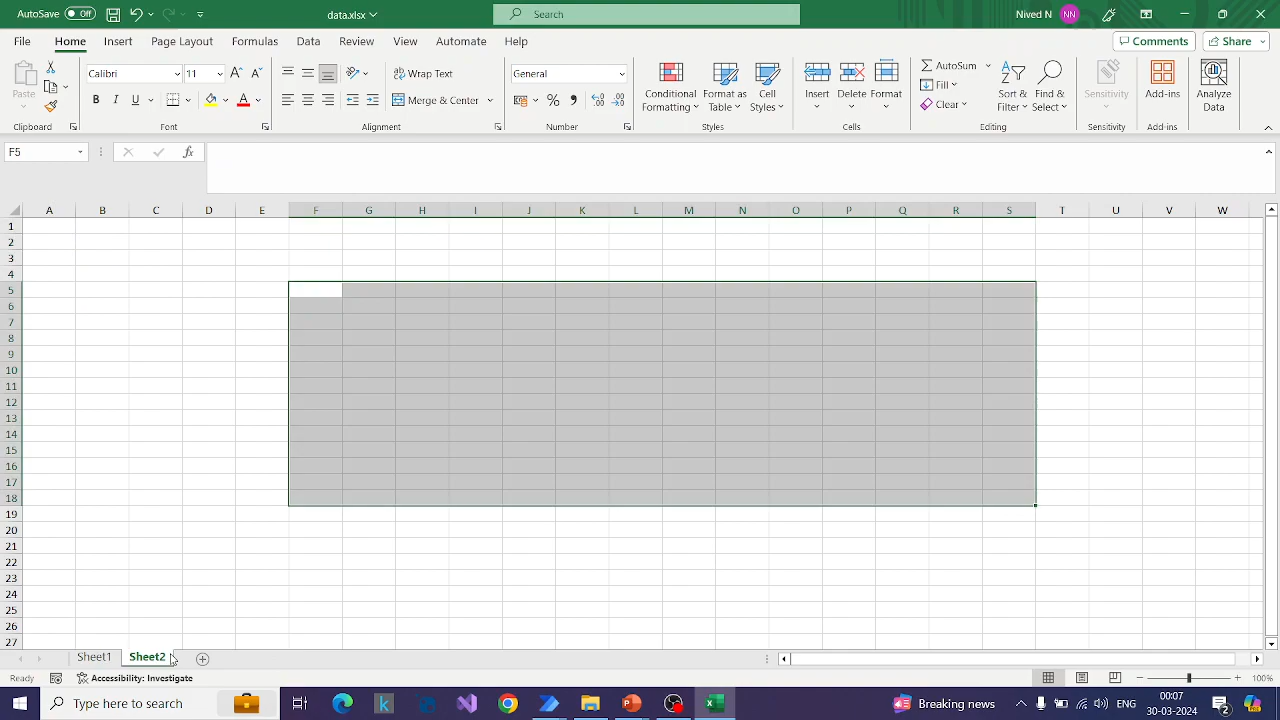 AutoSave Off data.xlsx Search Nived N NN
File Home Insert Page Layout Formulas Data Review View Automate Help Comments Share
Paste Calibri 11 A A Wrap Text General AutoSum
B I U A Merge & Center % Fill
Conditional Formatting Format as Table Cell Styles Insert Delete Format Clear Sort & Filter Find & Select Sensitivity Add-ins Analyze Data
Clipboard Font Alignment Number Styles Cells Editing Sensitivity Add-ins
F5 fx
A B C D E F G H I J K L M N O P Q R S T U V W
1
2
3
4
5
6
7
8
9
10
11
12
13
14
15
16
17
18
19
20
21
22
23
24
25
26
27
Sheet1 Sheet2
Ready Accessibility: Investigate 100%
Type here to search Breaking news ENG 00:07
30-03-2024 2